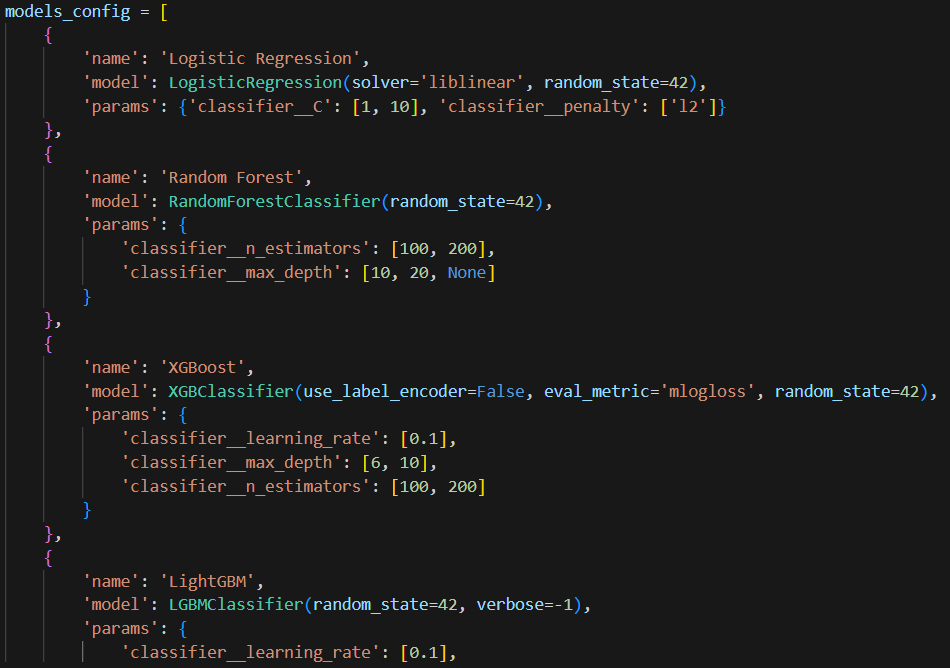 models_config = [
    {
        'name': 'Logistic Regression',
        'model': LogisticRegression(solver='liblinear', random_state=42),
        'params': {'classifier__C': [1, 10], 'classifier__penalty': ['l2']}
    },
    {
        'name': 'Random Forest',
        'model': RandomForestClassifier(random_state=42),
        'params': {
            'classifier__n_estimators': [100, 200],
            'classifier__max_depth': [10, 20, None]
        }
    },
    {
        'name': 'XGBoost',
        'model': XGBClassifier(use_label_encoder=False, eval_metric='mlogloss', random_state=42),
        'params': {
            'classifier__learning_rate': [0.1],
            'classifier__max_depth': [6, 10],
            'classifier__n_estimators': [100, 200]
        }
    },
    {
        'name': 'LightGBM',
        'model': LGBMClassifier(random_state=42, verbose=-1),
        'params': {
            'classifier__learning_rate': [0.1],